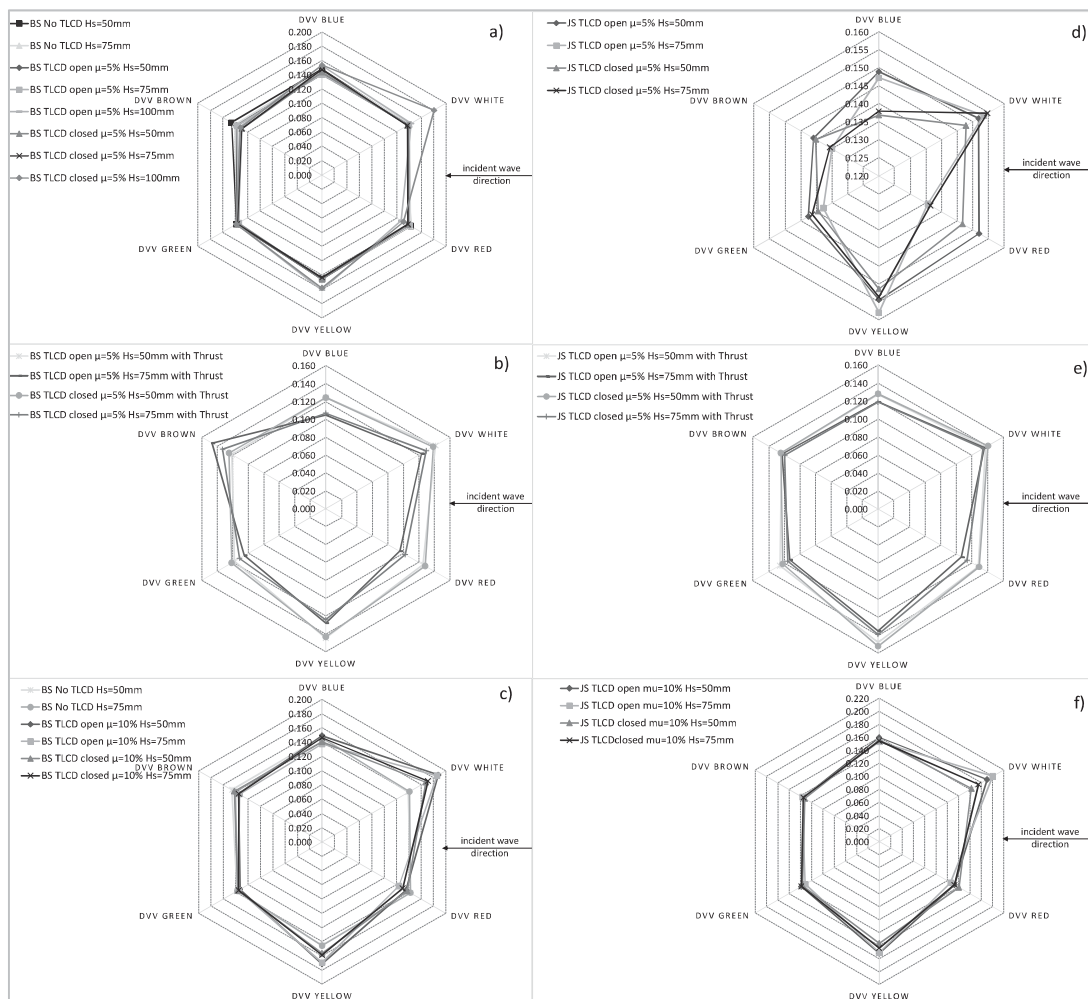 a)
BS No TLCD Hs=50mm
BS No TLCD Hs=75mm
BS TLCD open µ=5% Hs=50mm
BS TLCD open µ=5% Hs=75mm
BS TLCD open µ=5% Hs=100mm
BS TLCD closed µ=5% Hs=50mm
BS TLCD closed µ=5% Hs=75mm
BS TLCD closed µ=5% Hs=100mm
DVV BLUE
0.200
0.180
0.160
0.140
0.120
0.100
0.080
0.060
0.040
0.020
0.000
DVV WHITE
DVV RED
DVV YELLOW
DVV GREEN
DVV BROWN
incident wave
direction
d)
JS TLCD open µ=5% Hs=50mm
JS TLCD open µ=5% Hs=75mm
JS TLCD closed µ=5% Hs=50mm
JS TLCD closed µ=5% Hs=75mm
DVV BLUE
0.160
0.155
0.150
0.145
0.140
0.135
0.130
0.125
0.120
DVV WHITE
DVV RED
DVV YELLOW
DVV GREEN
DVV BROWN
incident wave
direction
b)
BS TLCD open µ=5% Hs=50mm with Thrust
BS TLCD open µ=5% Hs=75mm with Thrust
BS TLCD closed µ=5% Hs=50mm with Thrust
BS TLCD closed µ=5% Hs=75mm with Thrust
DVV BLUE
0.160
0.140
0.120
0.100
0.080
0.060
0.040
0.020
0.000
DVV WHITE
DVV RED
DVV YELLOW
DVV GREEN
DVV BROWN
incident wave
direction
e)
JS TLCD open µ=5% Hs=50mm with Thrust
JS TLCD open µ=5% Hs=75mm with Thrust
JS TLCD closed µ=5% Hs=50mm with Thrust
JS TLCD closed µ=5% Hs=75mm with Thrust
DVV BLUE
0.160
0.140
0.120
0.100
0.080
0.060
0.040
0.020
0.000
DVV WHITE
DVV RED
DVV YELLOW
DVV GREEN
DVV BROWN
incident wave
direction
c)
BS No TLCD Hs=50mm
BS No TLCD Hs=75mm
BS TLCD open µ=10% Hs=50mm
BS TLCD open µ=10% Hs=75mm
BS TLCD closed µ=10% Hs=50mm
BS TLCD closed µ=10% Hs=75mm
DVV BLUE
0.200
0.180
0.160
0.140
0.120
0.100
0.080
0.060
0.040
0.020
0.000
DVV WHITE
DVV RED
DVV YELLOW
DVV GREEN
DVV BROWN
incident wave
direction
f)
JS TLCD open mu=10% Hs=50mm
JS TLCD open mu=10% Hs=75mm
JS TLCD closed mu=10% Hs=50mm
JS TLCDclosed mu=10% Hs=75mm
DVV BLUE
0.220
0.200
0.180
0.160
0.140
0.120
0.100
0.080
0.060
0.040
0.020
0.000
DVV WHITE
DVV RED
DVV YELLOW
DVV GREEN
DVV BROWN
incident wave
direction